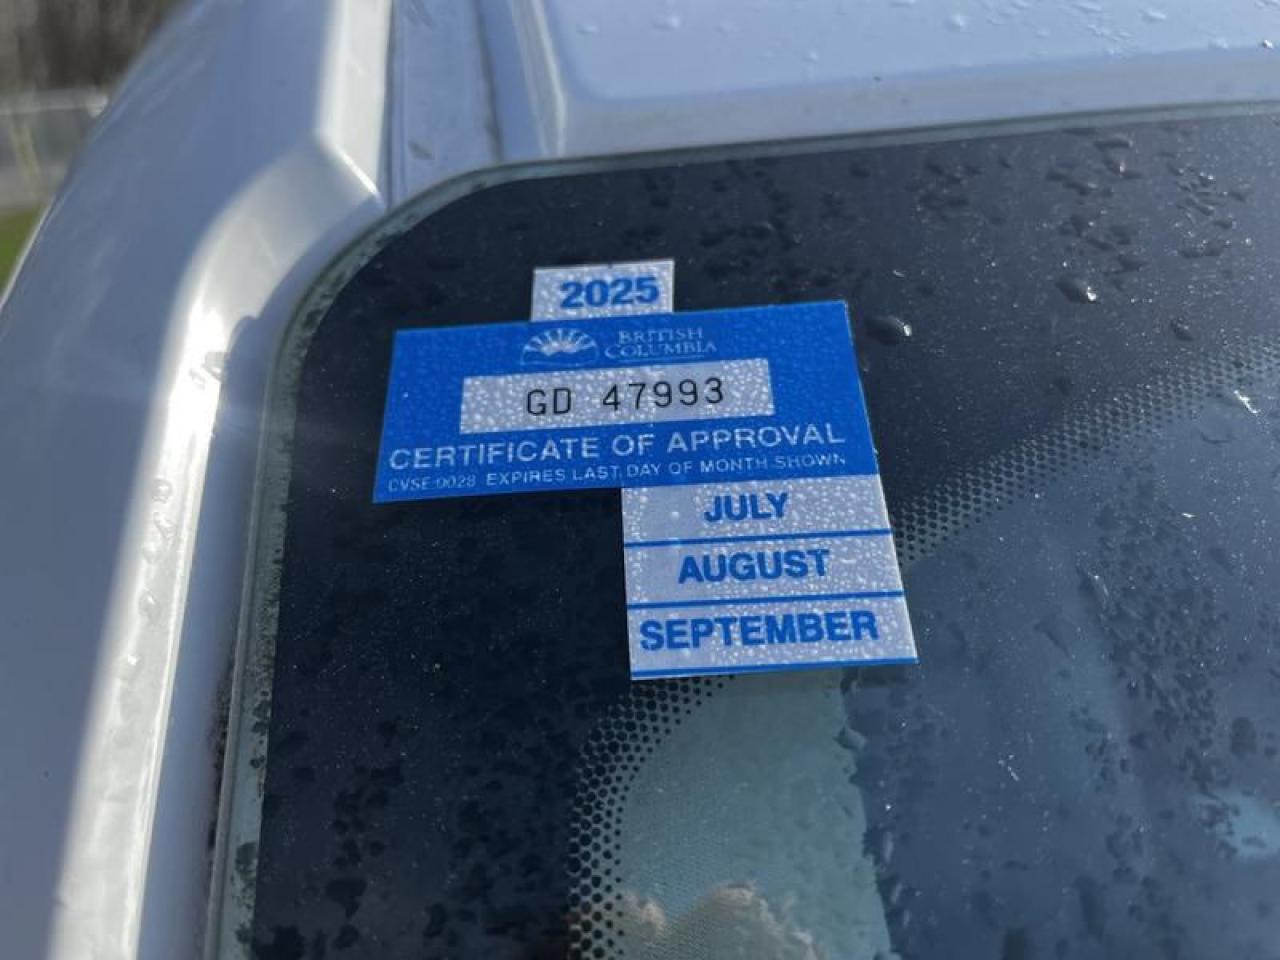 2025
BRITISH
COLUMBIA
GD 47993
CERTIFICATE OF APPROVAL
CVSE 0028 EXPIRES LAST DAY OF MONTH SHOWN
JULY
AUGUST
SEPTEMBER